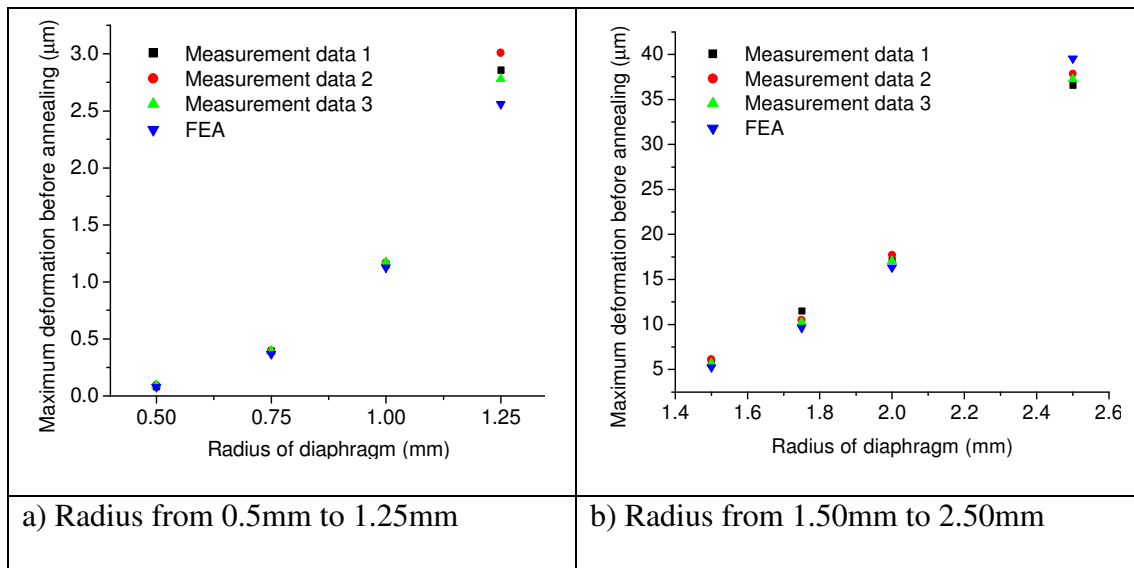 Maximum deformation before annealing (μm)
3.0
2.5
2.0
1.5
1.0
0.5
0.0
Measurement data 1
Measurement data 2
Measurement data 3
FEA
0.50 0.75 1.00 1.25
Radius of diaphragm (mm)
a) Radius from 0.5mm to 1.25mm
Maximum deformation before annealing (μm)
40
35
30
25
20
15
10
5
Measurement data 1
Measurement data 2
Measurement data 3
FEA
1.4 1.6 1.8 2.0 2.2 2.4 2.6
Radius of diaphragm (mm)
b) Radius from 1.50mm to 2.50mm